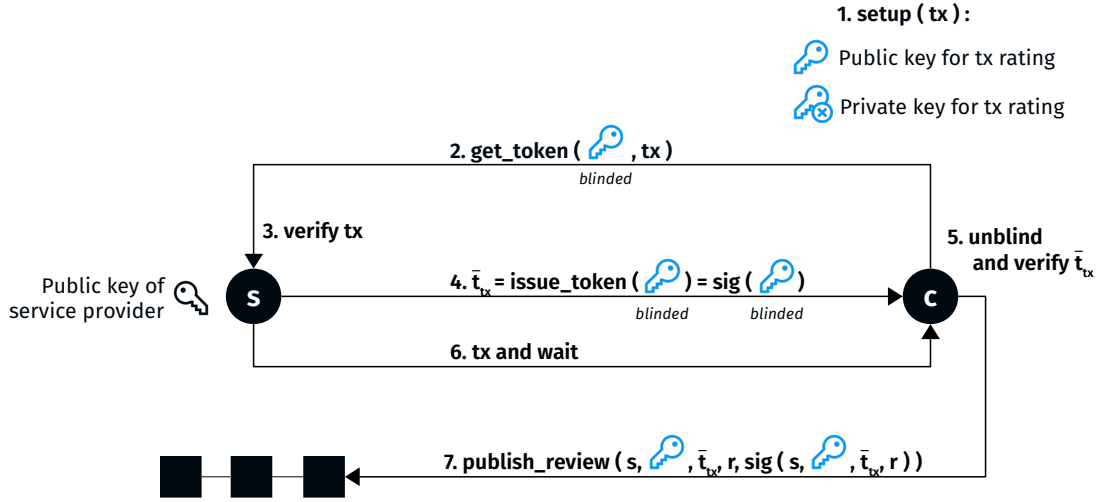 1. setup ( tx ) :
Public key for tx rating
Private key for tx rating
2. get_token ( , tx )
blinded
3. verify tx
5. unblind
and verify t̄tx
Public key of
service provider
S
4. t̄tx = issue_token ( ) = sig ( )
blinded blinded
C
6. tx and wait
7. publish_review ( s, , t̄tx, r, sig ( s, , t̄tx, r ) )